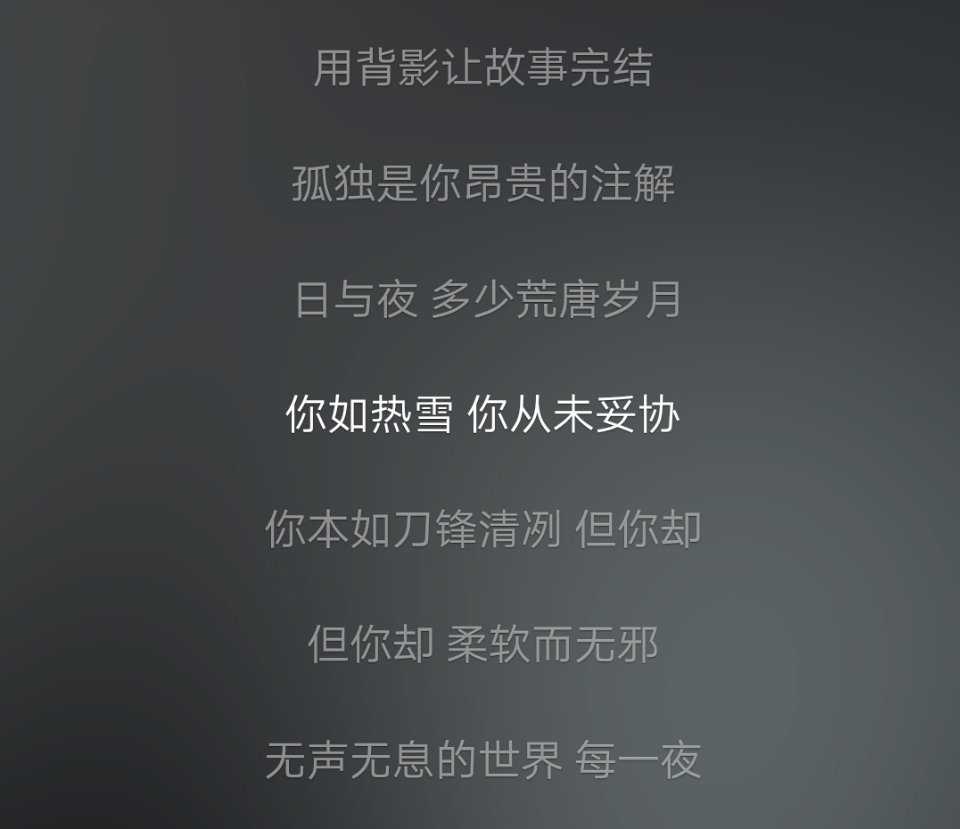 用背影让故事完结
孤独是你昂贵的注解
日与夜 多少荒唐岁月
你如热雪 你从未妥协
你本如刀锋清冽 但你却
但你却 柔软而无邪
无声无息的世界 每一夜